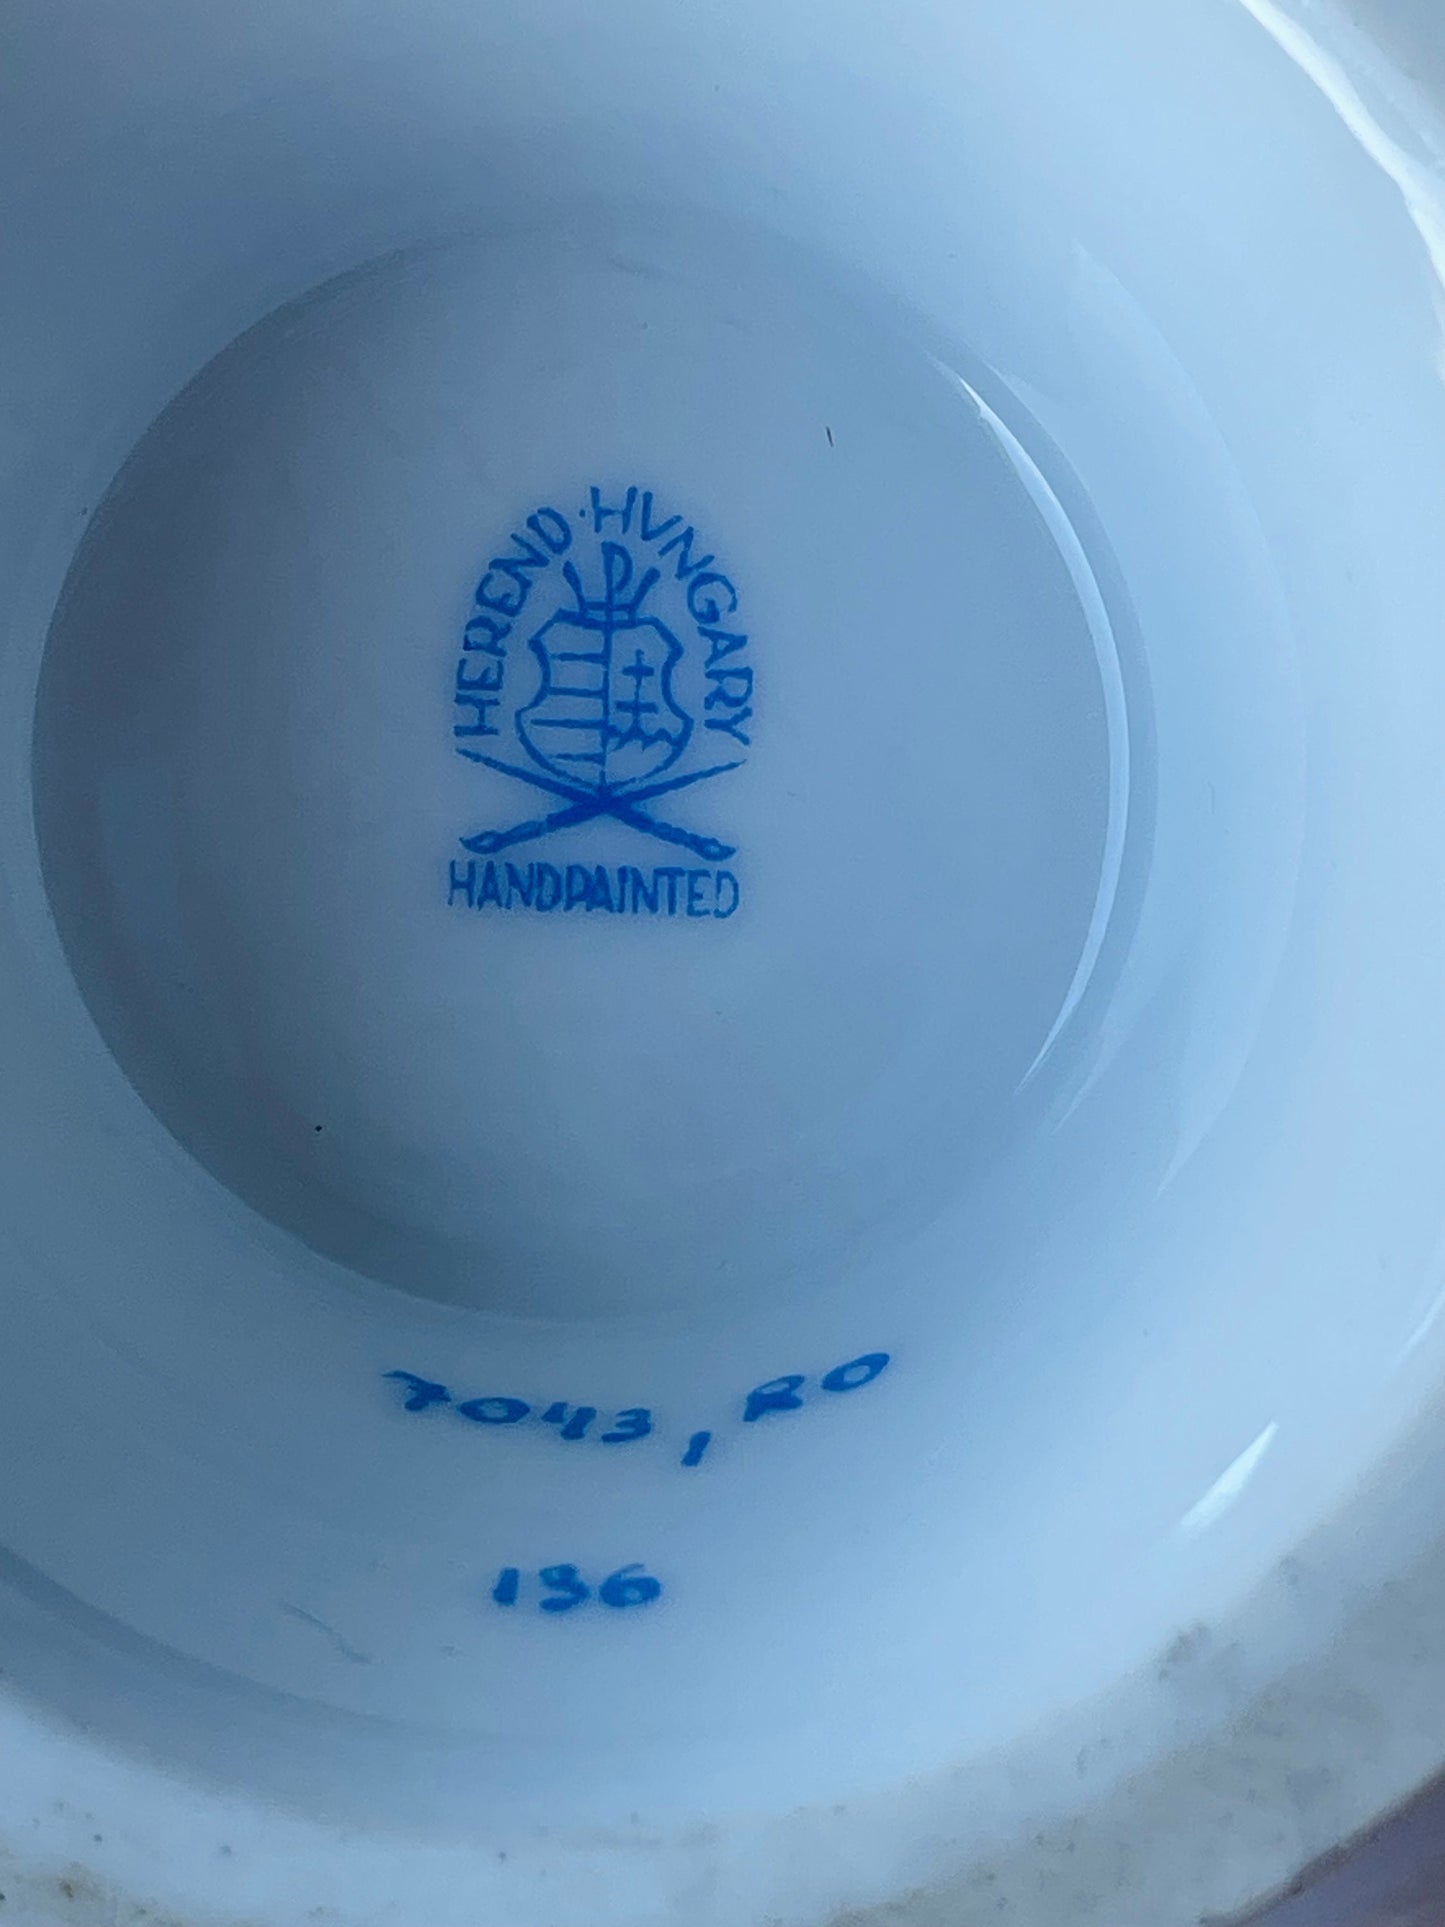 HEREND · HVNGARY
HANDPAINTED
7043, RO
136